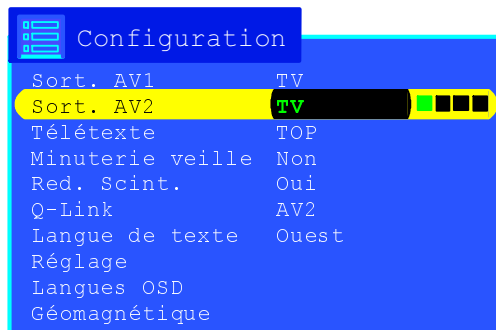 Configuration
Sort. AV1 TV
Sort. AV2 TV
Télétexte TOP
Minuterie veille Non
Red. Scint. Oui
Q-Link AV2
Langue de texte Ouest
Réglage
Langues OSD
Géomagnétique